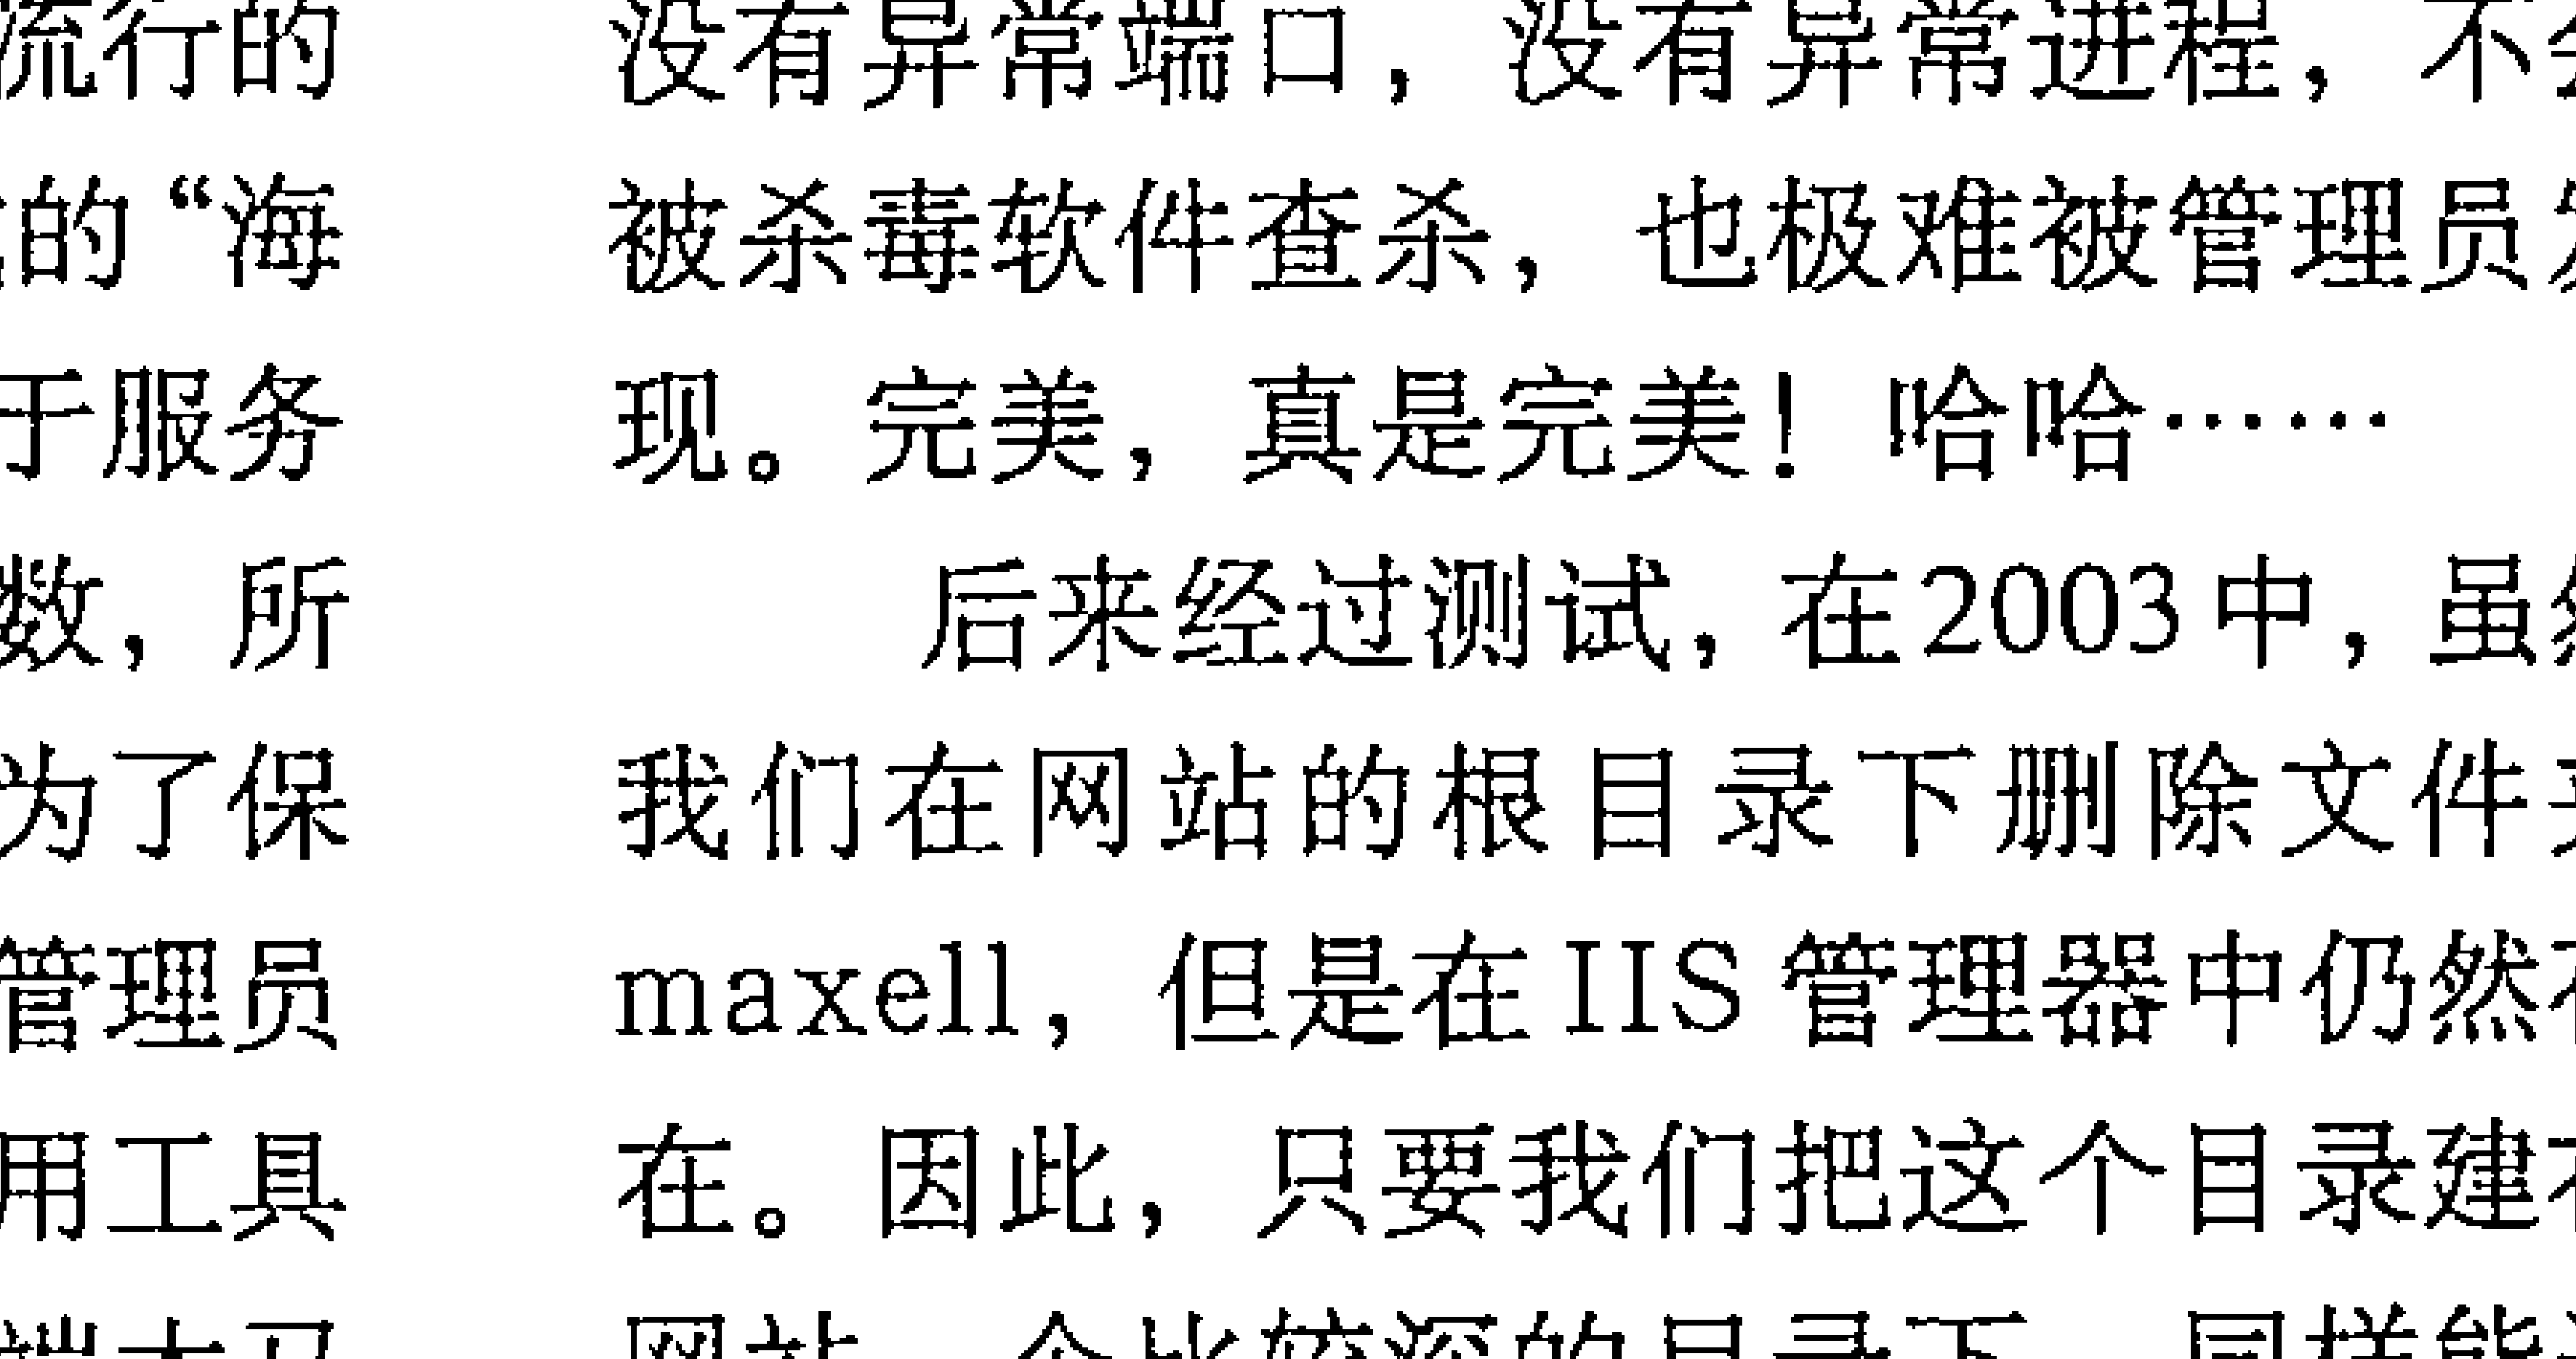 流行的
的“海
于服务
数，所
为了保
管理员
用工具
没有异常端口，没有异常进程，不
被杀毒软件查杀，也极难被管理员
现。完美，真是完美！哈哈……
后来经过测试，在2003中，虽
我们在网站的根目录下删除文件
maxell，但是在IIS管理器中仍然
在。因此，只要我们把这个目录建